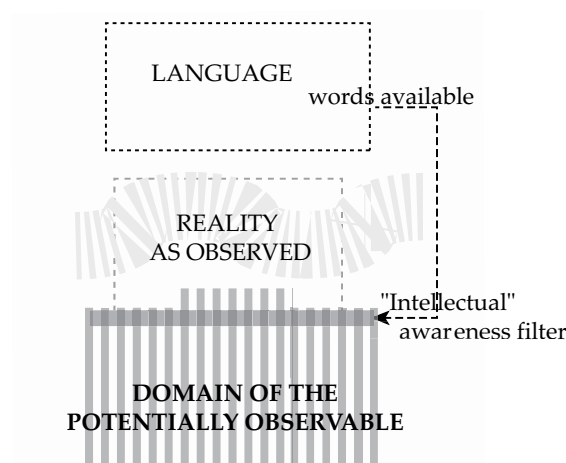 LANGUAGE
words available
REALITY
AS OBSERVED
"Intellectual"
awareness filter
DOMAIN OF THE
POTENTIALLY OBSERVABLE